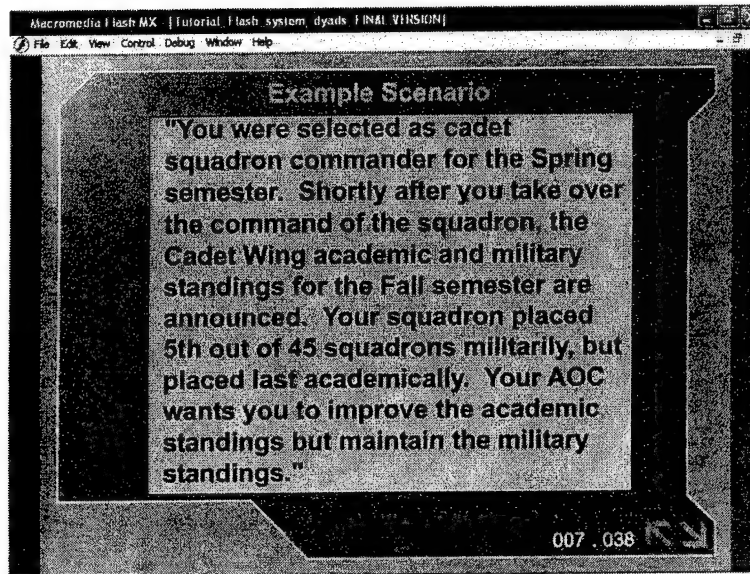 Macromedia Flash MX - [Tutorial_Flash_system_dyads_FINAL VERSION]
File Edit View Control Debug Window Help
Example Scenario
"You were selected as cadet
squadron commander for the Spring
semester. Shortly after you take over
the command of the squadron, the
Cadet Wing academic and military
standings for the Fall semester are
announced. Your squadron placed
5th out of 45 squadrons militarily, but
placed last academically. Your AOC
wants you to improve the academic
standings but maintain the military
standings."
007 . 038